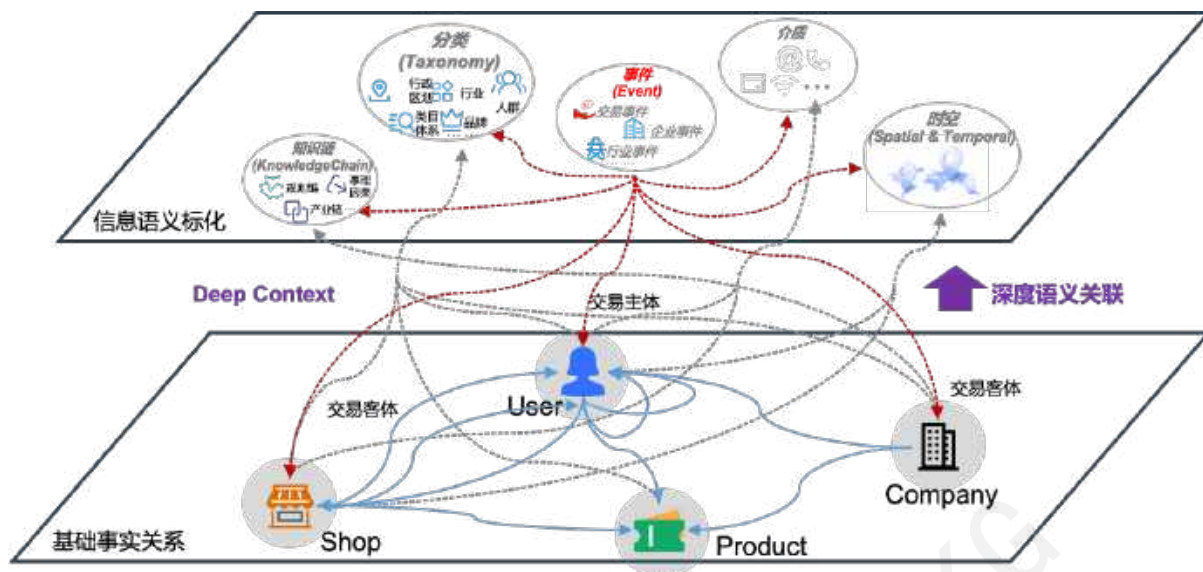 分类
(Taxonomy)
行政
区划
行业
人群
类目
体系
品牌
事件
(Event)
交易事件
企业事件
行业事件
介质
时空
(Spatial & Temporal)
知识链
(KnowledgeChain)
事理
产业链
信息语义标化
Deep Context
交易主体
深度语义关联
User
交易客体
交易客体
Company
Shop
Product
基础事实关系
KG